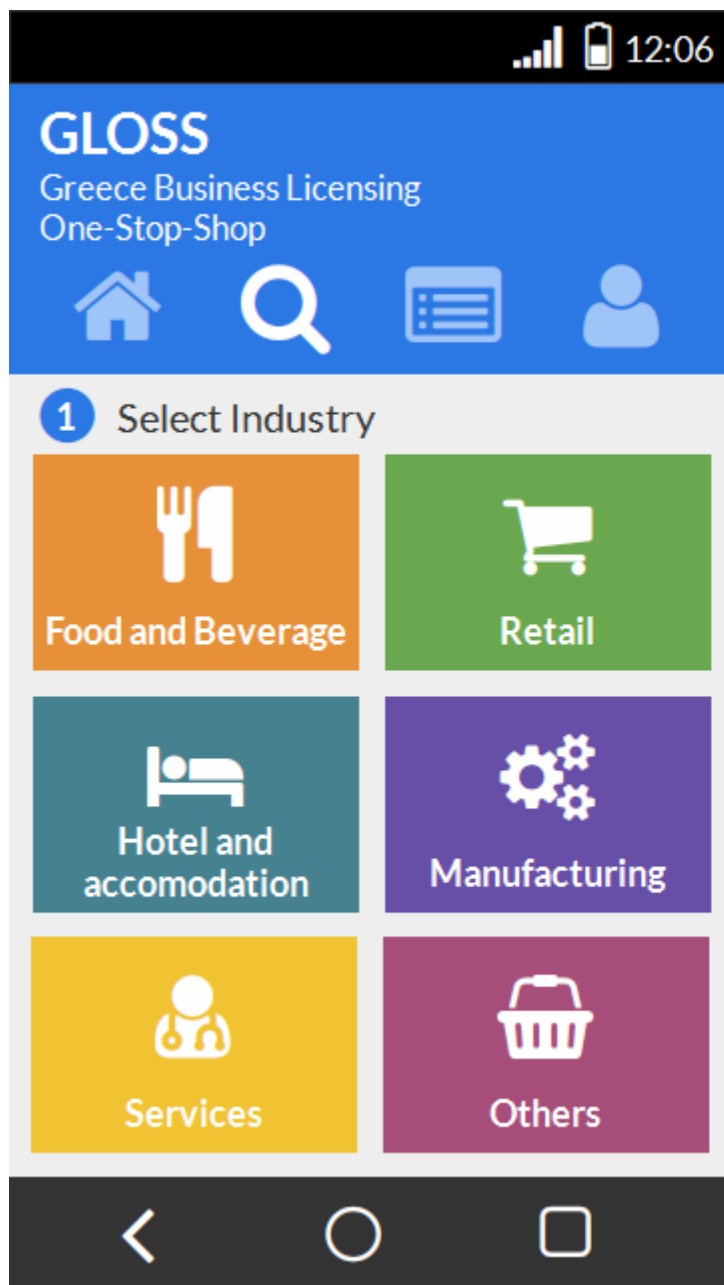 12:06
GLOSS
Greece Business Licensing
One-Stop-Shop
1 Select Industry
Food and Beverage
Retail
Hotel and
accomodation
Manufacturing
Services
Others